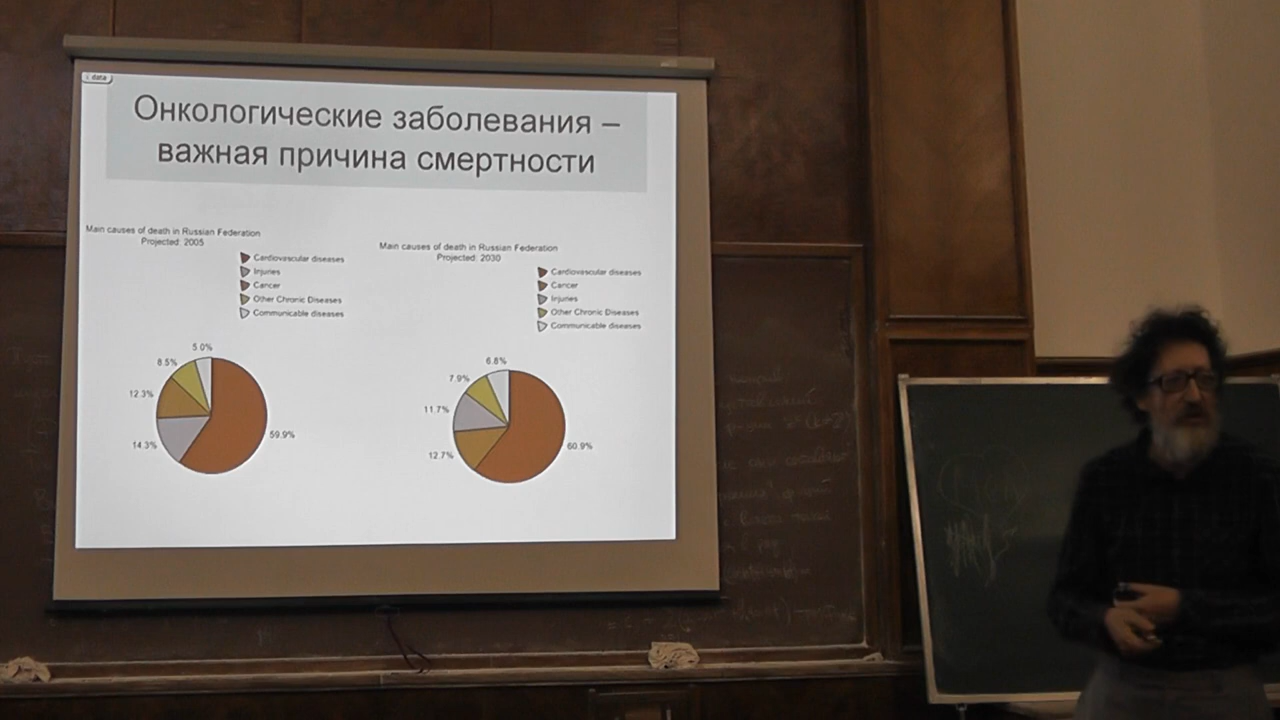 data
Онкологические заболевания –
важная причина смертности
Main causes of death in Russian Federation
Projected: 2005
Cardiovascular diseases
Injuries
Cancer
Other Chronic Diseases
Communicable diseases
5.0%
8.5%
12.3%
14.3%
59.9%
Main causes of death in Russian Federation
Projected: 2030
Cardiovascular diseases
Cancer
Injuries
Other Chronic Diseases
Communicable diseases
6.8%
7.9%
11.7%
12.7%
60.9%